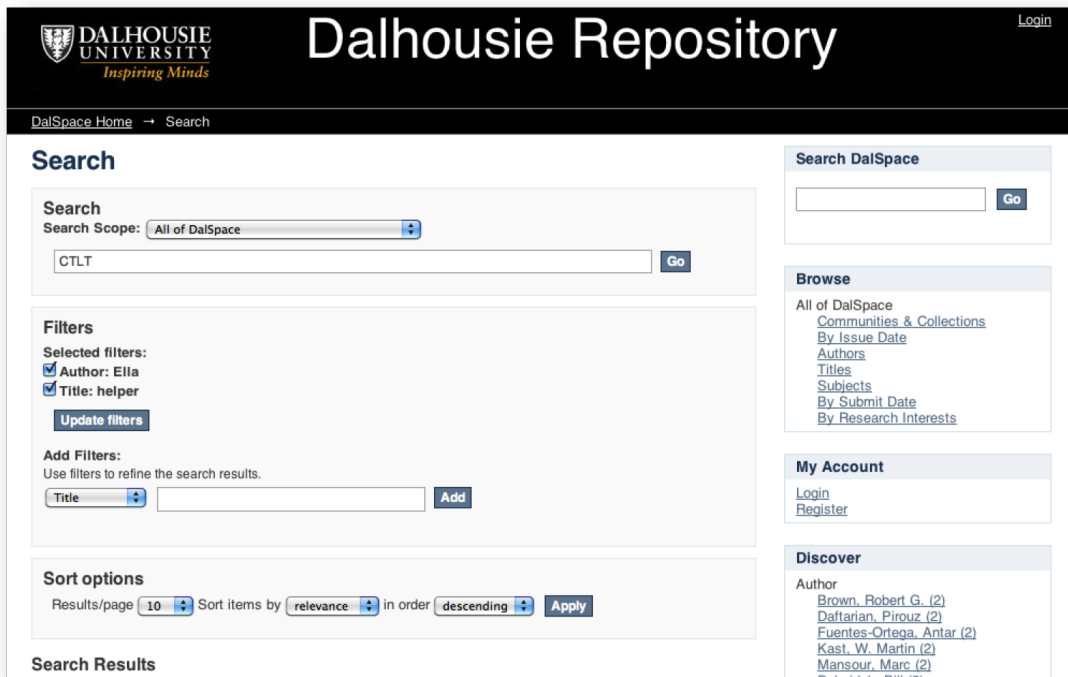 DALHOUSIE
UNIVERSITY
Inspiring Minds
Dalhousie Repository
Login
DalSpace Home → Search
Search
Search
Search Scope: All of DalSpace
CTLT Go
Filters
Selected filters:
Author: Ella
Title: helper
Update filters
Add Filters:
Use filters to refine the search results.
Title Add
Sort options
Results/page 10 Sort items by relevance in order descending Apply
Search Results
Search DalSpace
Go
Browse
All of DalSpace
Communities & Collections
By Issue Date
Authors
Titles
Subjects
By Submit Date
By Research Interests
My Account
Login
Register
Discover
Author
Brown, Robert G. (2)
Daftarian, Pirouz (2)
Fuentes-Ortega, Antar (2)
Kast, W. Martin (2)
Mansour, Marc (2)